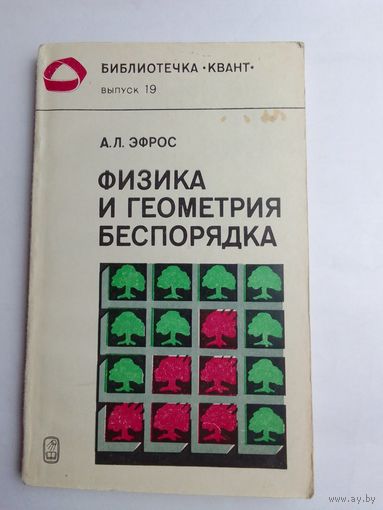 БИБЛИОТЕЧКА •КВАНТ•
ВЫПУСК 19
А.Л. ЭФРОС
ФИЗИКА
И ГЕОМЕТРИЯ
БЕСПОРЯДКА
www.ay.by